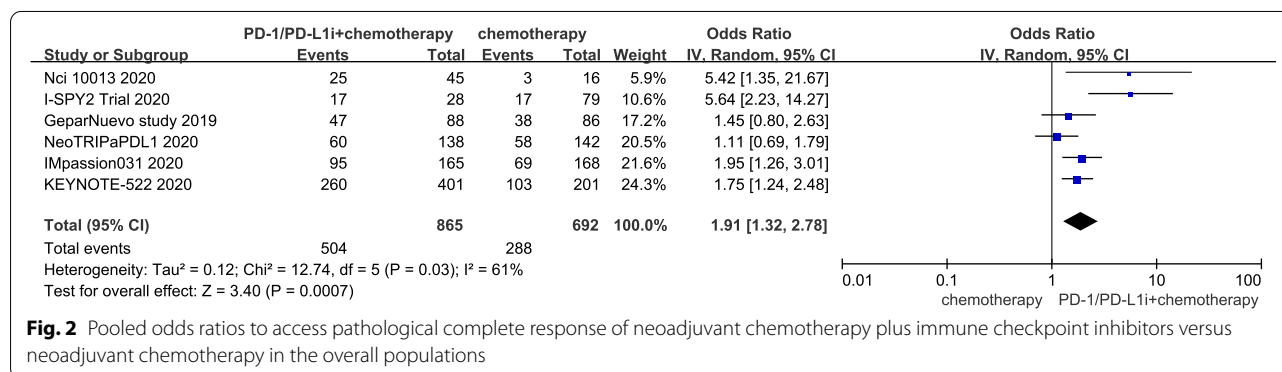 PD-1/PD-L1i+chemotherapy chemotherapy Odds Ratio Odds Ratio
Study or Subgroup Events Total Events Total Weight IV, Random, 95% CI IV, Random, 95% CI
Nci 10013 2020 25 45 3 16 5.9% 5.42 [1.35, 21.67]
I-SPY2 Trial 2020 17 28 17 79 10.6% 5.64 [2.23, 14.27]
GeparNuevo study 2019 47 88 38 86 17.2% 1.45 [0.80, 2.63]
NeoTRIPaPDL1 2020 60 138 58 142 20.5% 1.11 [0.69, 1.79]
IMpassion031 2020 95 165 69 168 21.6% 1.95 [1.26, 3.01]
KEYNOTE-522 2020 260 401 103 201 24.3% 1.75 [1.24, 2.48]
Total (95% CI) 865 692 100.0% 1.91 [1.32, 2.78]
Total events 504 288
Heterogeneity: Tau² = 0.12; Chi² = 12.74, df = 5 (P = 0.03); I² = 61%
Test for overall effect: Z = 3.40 (P = 0.0007)
0.01 0.1 1 10 100
chemotherapy PD-1/PD-L1i+chemotherapy
Fig. 2 Pooled odds ratios to access pathological complete response of neoadjuvant chemotherapy plus immune checkpoint inhibitors versus
neoadjuvant chemotherapy in the overall populations